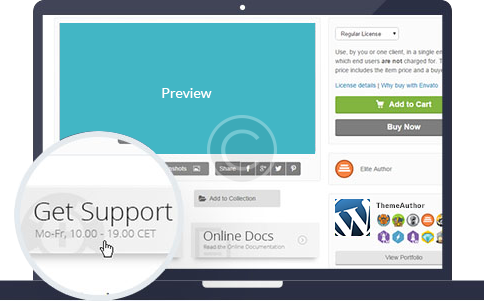 Regular License
Use, by you or one client, in a single en
which end users are not charged for. T
price includes the item price and a buye
License details | Why buy with Envato
Add to Cart
Buy Now
Preview
©
Share
Elite Author
Add to Collection
ThemeAuthor
Get Support
Mo-Fr, 10.00 - 19.00 CET
Online Docs
Read the Online Documentation
View Portfolio